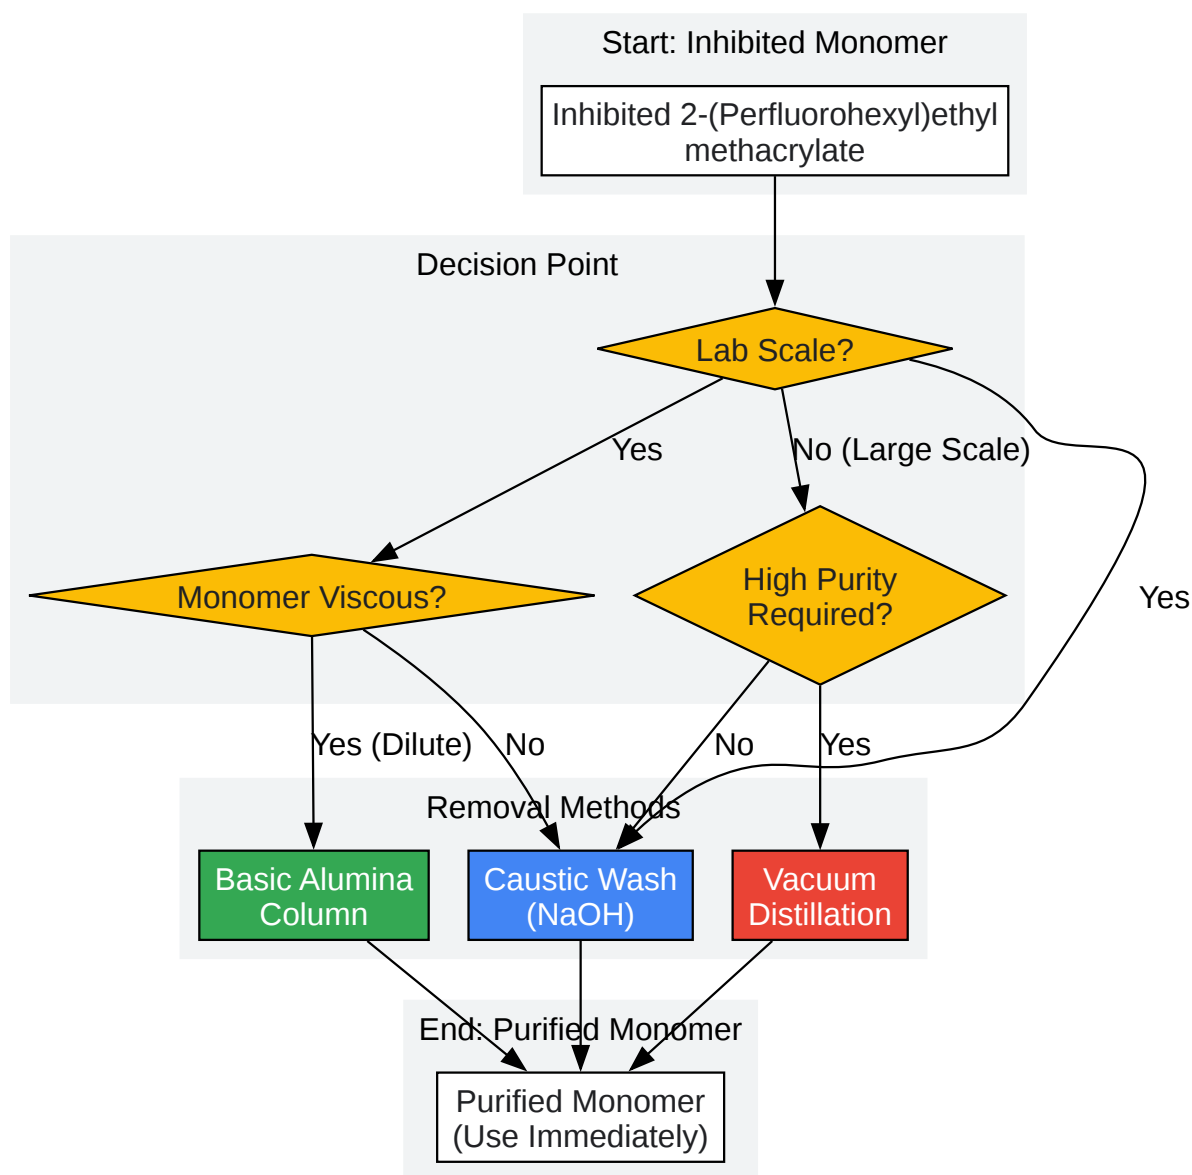 Start: Inhibited Monomer
Inhibited 2-(Perfluorohexyl)ethyl
methacrylate
Decision Point
Lab Scale?
Yes
No (Large Scale)
Monomer Viscous?
High Purity
Required?
Yes
Yes (Dilute)
No
No
Yes
Removal Methods
Basic Alumina
Column
Caustic Wash
(NaOH)
Vacuum
Distillation
End: Purified Monomer
Purified Monomer
(Use Immediately)